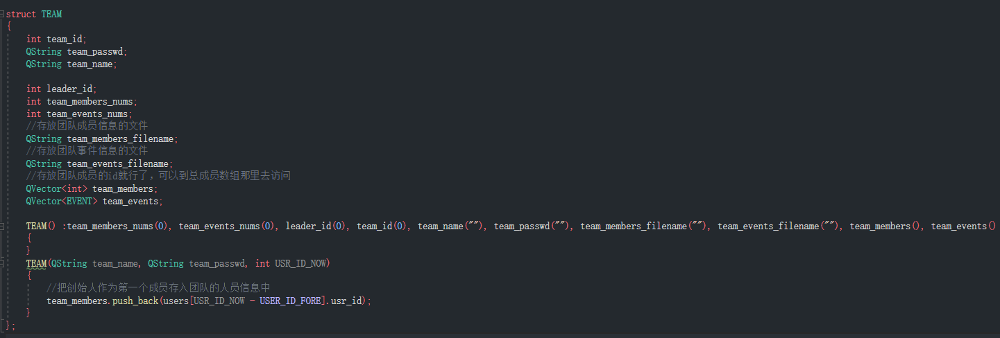 struct TEAM
{
int team_id;
QString team_passwd;
QString team_name;
int leader_id;
int team_members_nums;
int team_events_nums;
//存放团队成员信息的文件
QString team_members_filename;
//存放团队事件信息的文件
QString team_events_filename;
//存放团队成员的id就行了，可以到总成员数组那里去访问
QVector<int> team_members;
QVector<EVENT> team_events;
TEAM() :team_members_nums(0), team_events_nums(0), leader_id(0), team_id(0), team_name(""), team_passwd(""), team_members_filename(""), team_events_filename(""), team_members(), team_events()
{
}
TEAM(QString team_name, QString team_passwd, int USR_ID_NOW)
{
//把创始人作为第一个成员存入团队的人员信息中
team_members.push_back(users[USR_ID_NOW - USER_ID_FORE].usr_id);
}
};